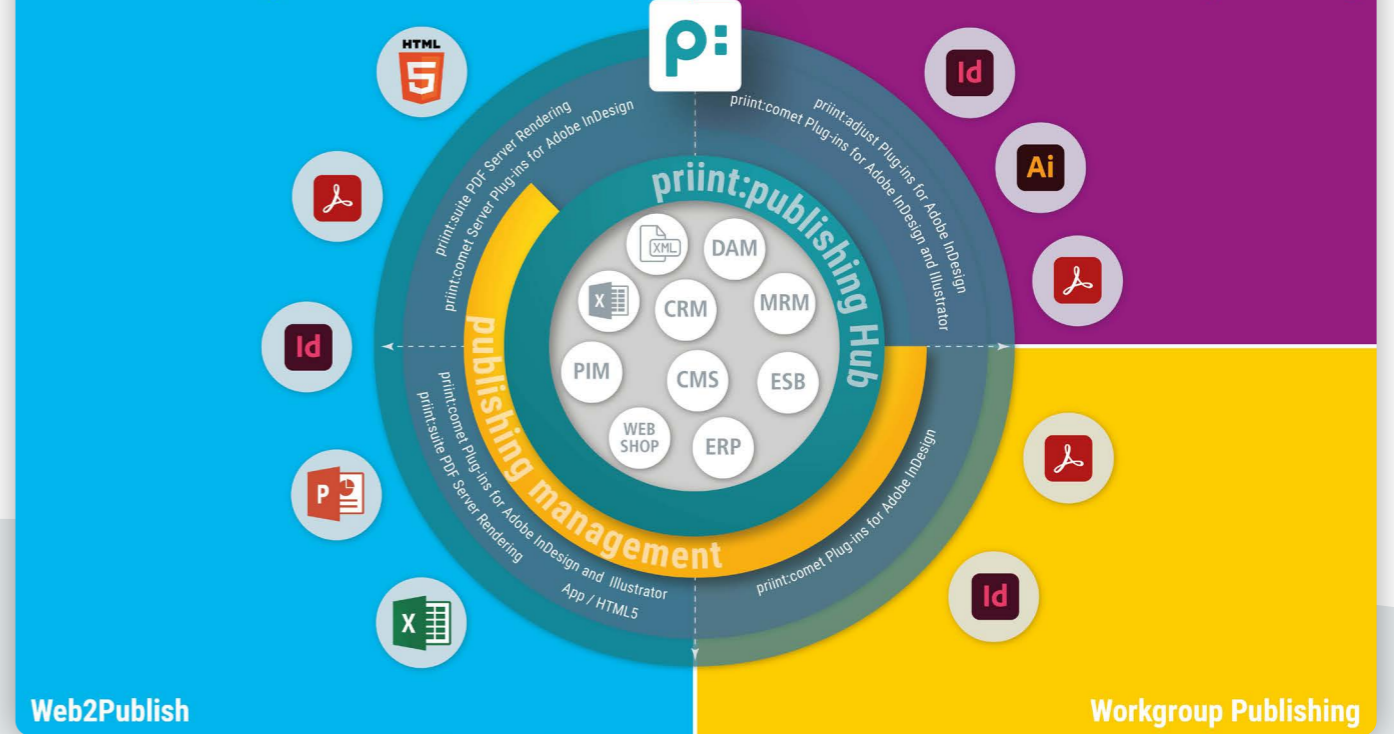 HTML
5
p:
Id
Ai
priint:suite PDF Server Rendering
priint:comet Server Plug-ins for Adobe InDesign
priint:adjust Plug-ins for Adobe InDesign
priint:comet Plug-ins for Adobe InDesign and Illustrator
priint:publishing Hub
XML
DAM
X
CRM
MRM
PIM
CMS
ESB
WEB
SHOP
ERP
Id
publishing management
priint:comet Plug-ins for Adobe InDesign and Illustrator
priint:suite PDF Server Rendering
App / HTML5
priint:comet Plug-ins for Adobe InDesign
P
X
Id
Web2Publish
Workgroup Publishing